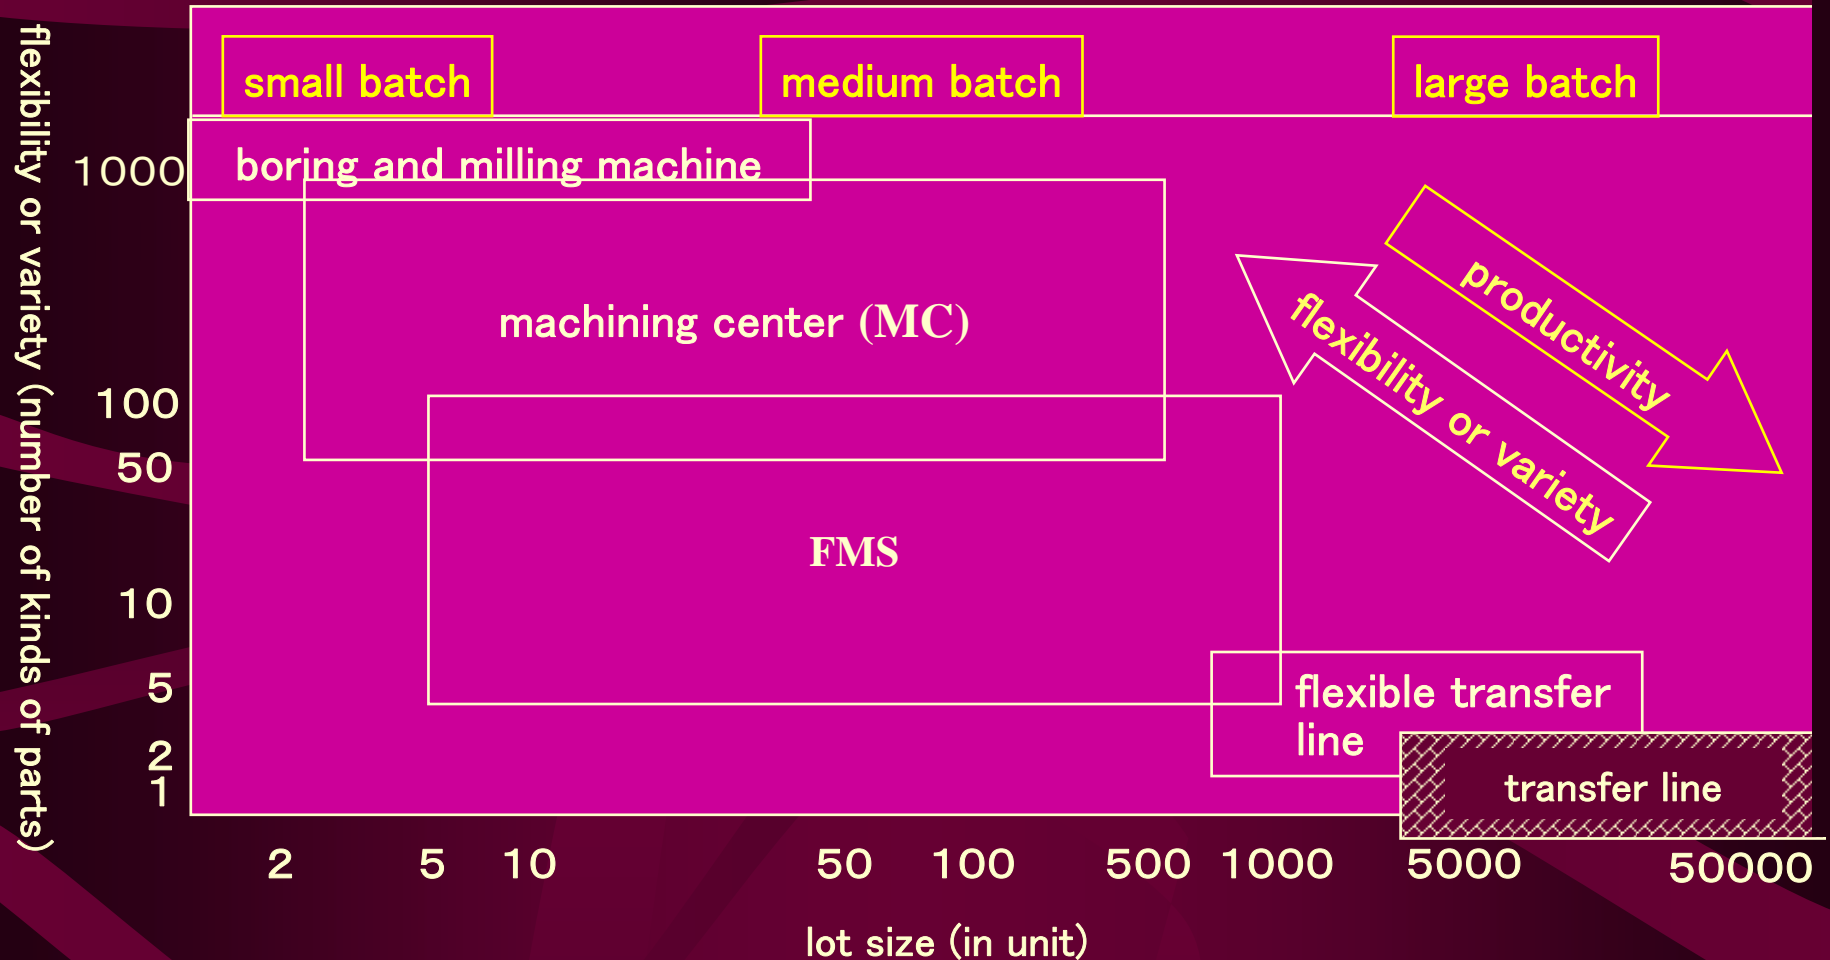 flexibility or variety (number of kinds of parts)
small batch
medium batch
large batch
1000
boring and milling machine
machining center (MC)
productivity
flexibility or variety
100
50
FMS
10
5
flexible transfer
line
2
1
transfer line
2 5 10 50 100 500 1000 5000 50000
lot size (in unit)